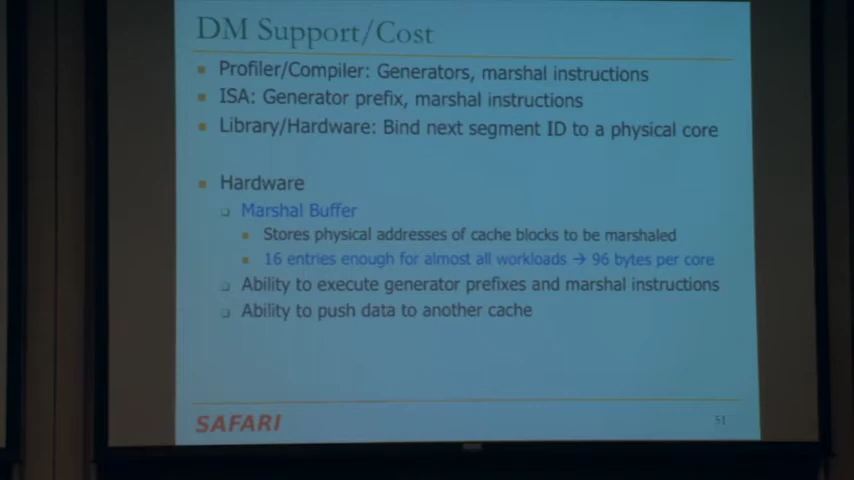 DM Support/Cost
Profiler/Compiler: Generators, marshal instructions
ISA: Generator prefix, marshal instructions
Library/Hardware: Bind next segment ID to a physical core
Hardware
Marshal Buffer
Stores physical addresses of cache blocks to be marshaled
16 entries enough for almost all workloads → 96 bytes per core
Ability to execute generator prefixes and marshal instructions
Ability to push data to another cache
SAFARI
51